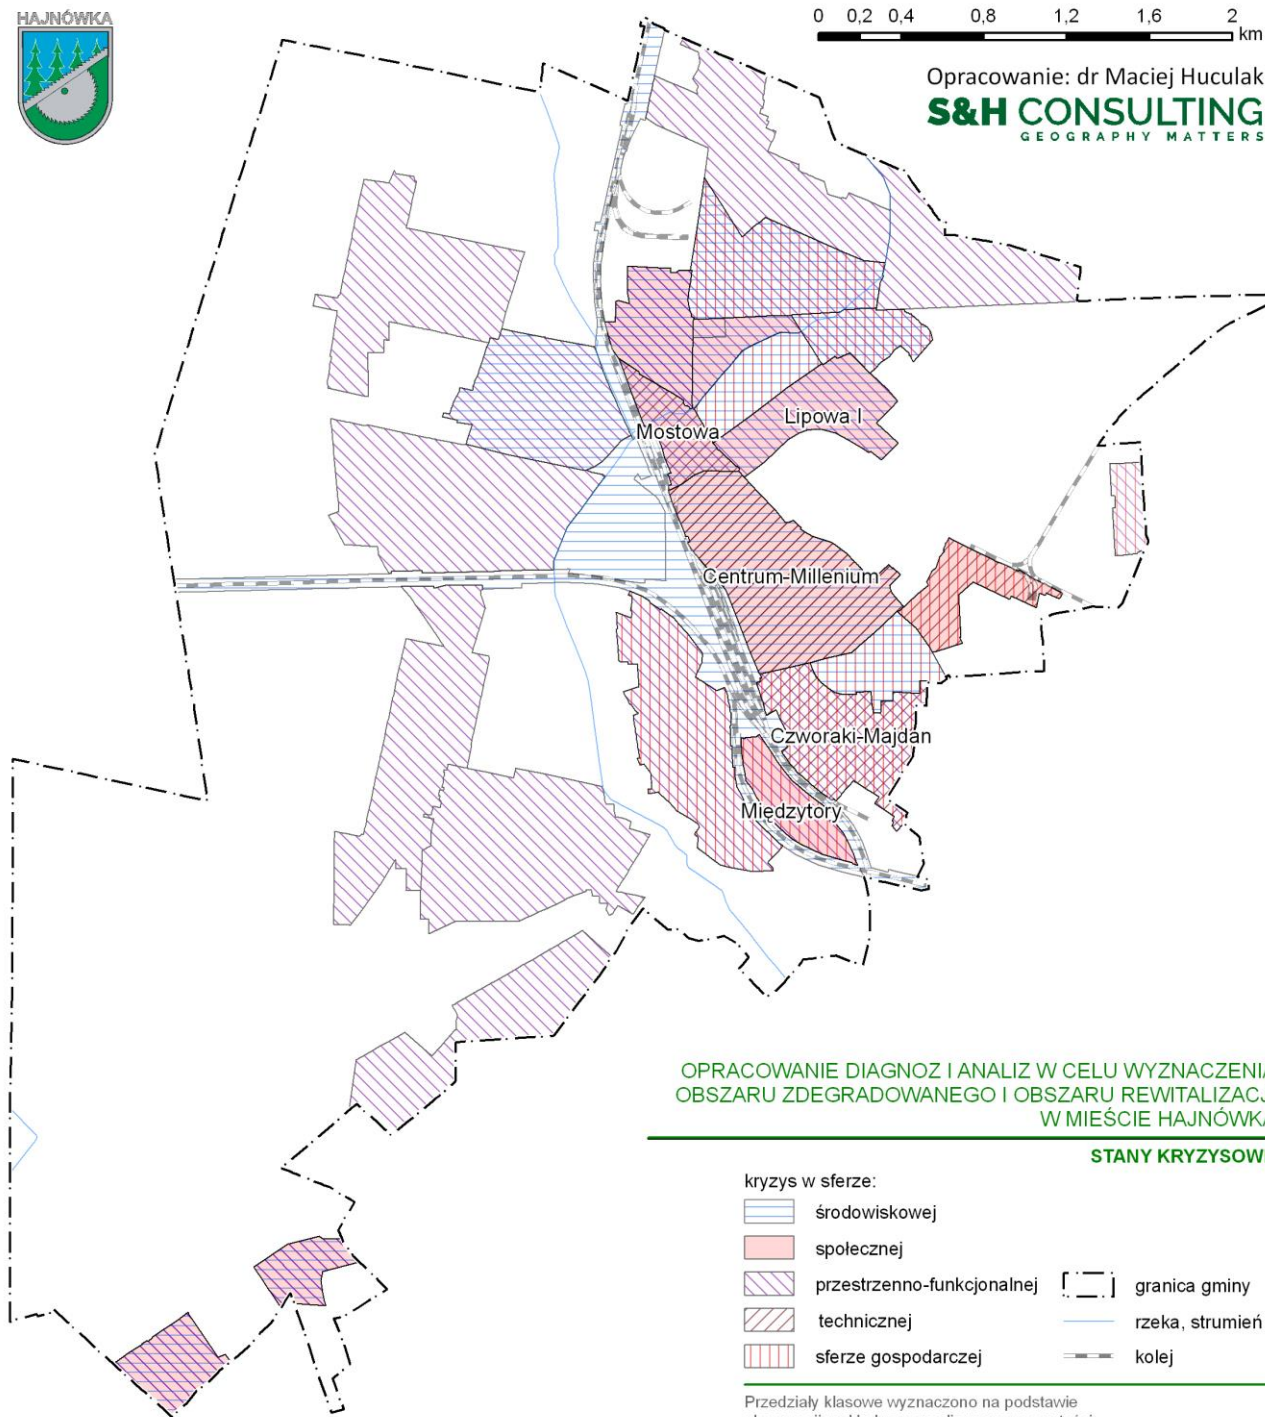 HAJNÓWKA
0 0,2 0,4 0,8 1,2 1,6 2
km
Opracowanie: dr Maciej Huculak
S&H CONSULTING
GEOGRAPHY MATTERS
Lipowa I
Mostowa
Centrum-Millenium
Czworaki-Majdan
Międzytory
OPRACOWANIE DIAGNOZ I ANALIZ W CELU WYZNACZENIA
OBSZARU ZDEGRADOWANEGO I OBSZARU REWITALIZACJI
W MIEŚCIE HAJNÓWKA
STANY KRYZYSOWE
kryzys w sferze:
środowiskowej
społecznej
przestrzenno-funkcjonalnej
technicznej
sferze gospodarczej
granica gminy
rzeka, strumień
kolej
Przedziały klasowe wyznaczono na podstawie